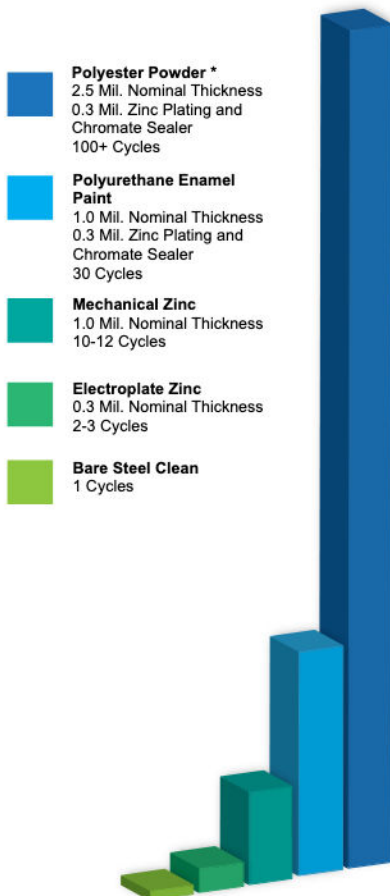 Polyester Powder *
2.5 Mil. Nominal Thickness
0.3 Mil. Zinc Plating and
Chromate Sealer
100+ Cycles
Polyurethane Enamel
Paint
1.0 Mil. Nominal Thickness
0.3 Mil. Zinc Plating and
Chromate Sealer
30 Cycles
Mechanical Zinc
1.0 Mil. Nominal Thickness
10-12 Cycles
Electroplate Zinc
0.3 Mil. Nominal Thickness
2-3 Cycles
Bare Steel Clean
1 Cycles